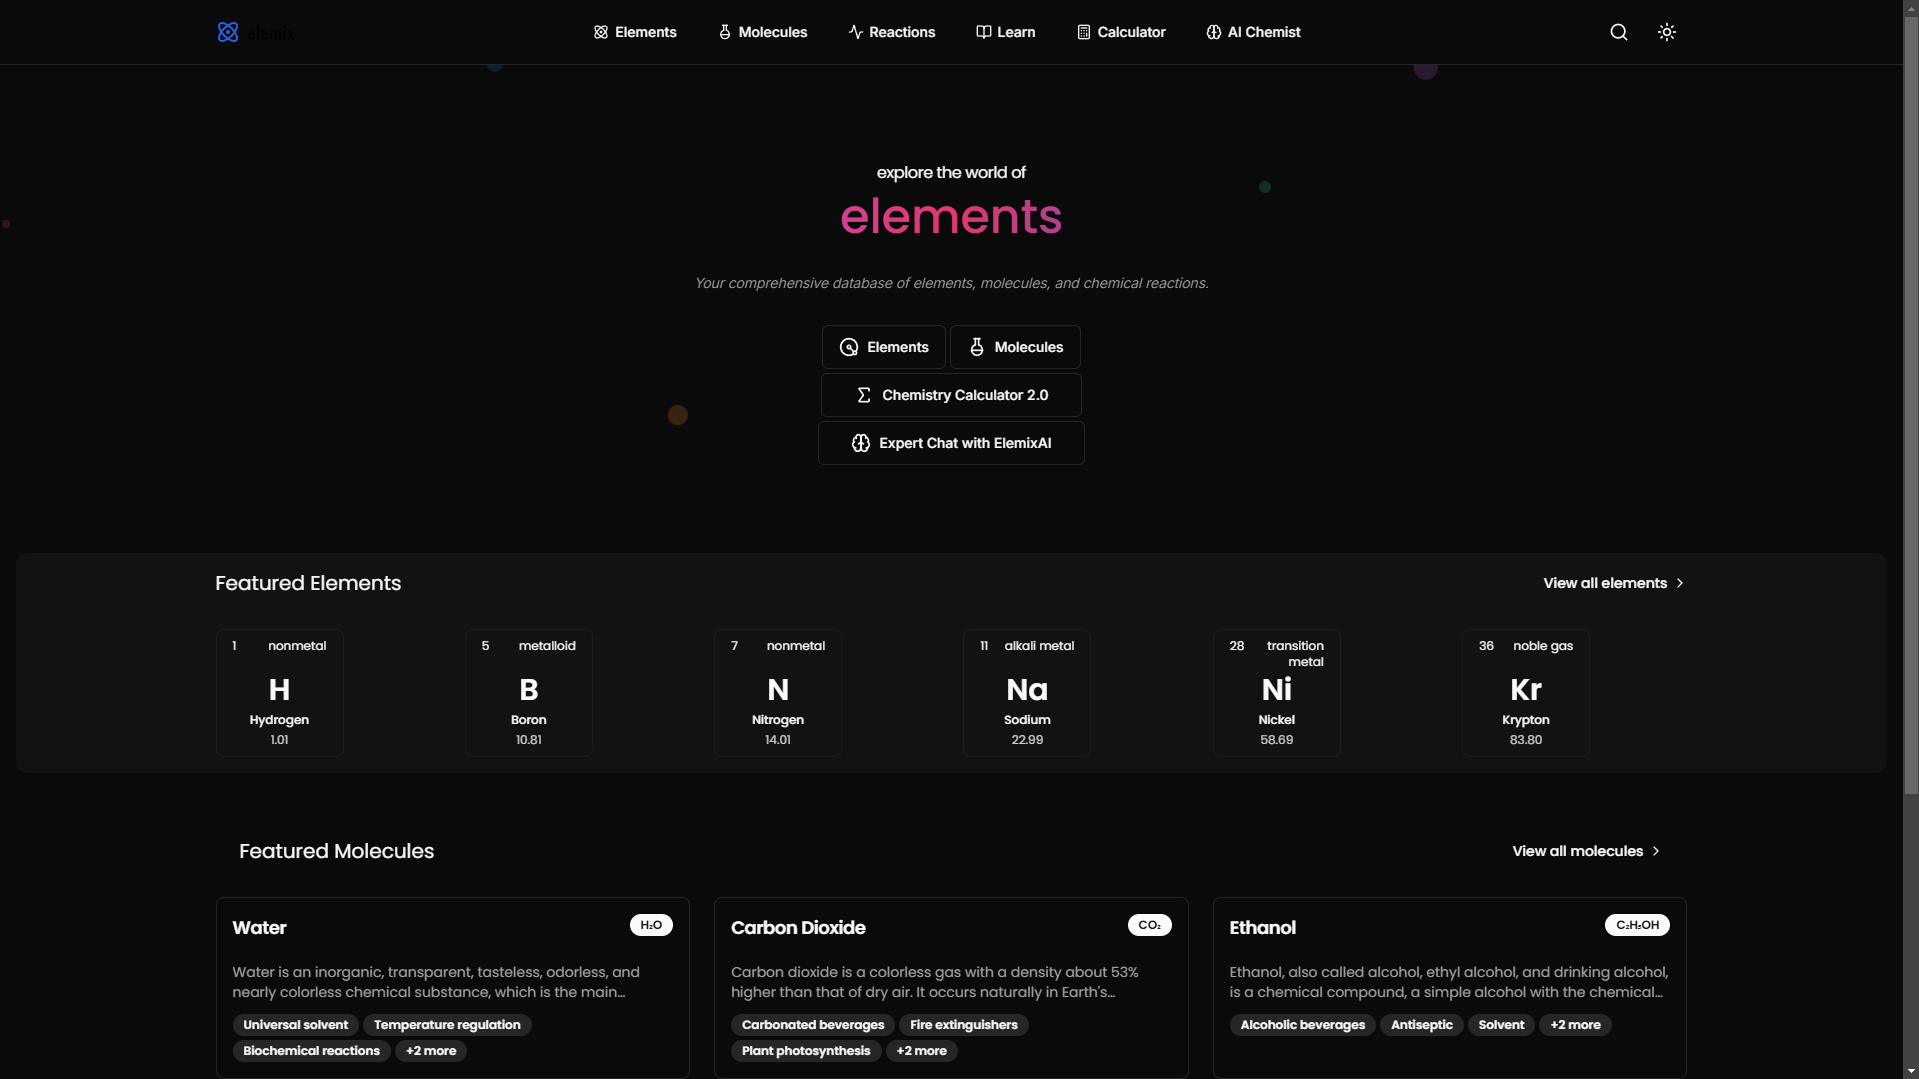 elemix
Elements
Molecules
Reactions
Learn
Calculator
AI Chemist
explore the world of
elements
Your comprehensive database of elements, molecules, and chemical reactions.
Elements
Molecules
Chemistry Calculator 2.0
Expert Chat with ElemixAI
Featured Elements
View all elements
1 nonmetal
H
Hydrogen
1.01
5 metalloid
B
Boron
10.81
7 nonmetal
N
Nitrogen
14.01
11 alkali metal
Na
Sodium
22.99
28 transition
metal
Ni
Nickel
58.69
36 noble gas
Kr
Krypton
83.80
Featured Molecules
View all molecules
Water
H₂O
Water is an inorganic, transparent, tasteless, odorless, and
nearly colorless chemical substance, which is the main...
Universal solvent
Temperature regulation
Biochemical reactions
+2 more
Carbon Dioxide
CO₂
Carbon dioxide is a colorless gas with a density about 53%
higher than that of dry air. It occurs naturally in Earth's...
Carbonated beverages
Fire extinguishers
Plant photosynthesis
+2 more
Ethanol
C₂H₅OH
Ethanol, also called alcohol, ethyl alcohol, and drinking alcohol,
is a chemical compound, a simple alcohol with the chemical...
Alcoholic beverages
Antiseptic
Solvent
+2 more